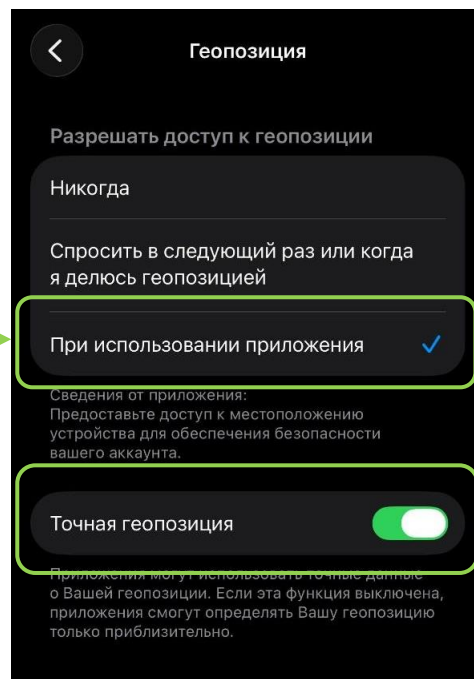 Геопозиция
Разрешать доступ к геопозиции
Никогда
Спросить в следующий раз или когда
я делюсь геопозицией
При использовании приложения
Сведения от приложения:
Предоставьте доступ к местоположению
устройства для обеспечения безопасности
вашего аккаунта.
Точная геопозиция
Приложения могут использовать точные данные
о Вашей геопозиции. Если эта функция выключена,
приложения смогут определять Вашу геопозицию
только приблизительно.